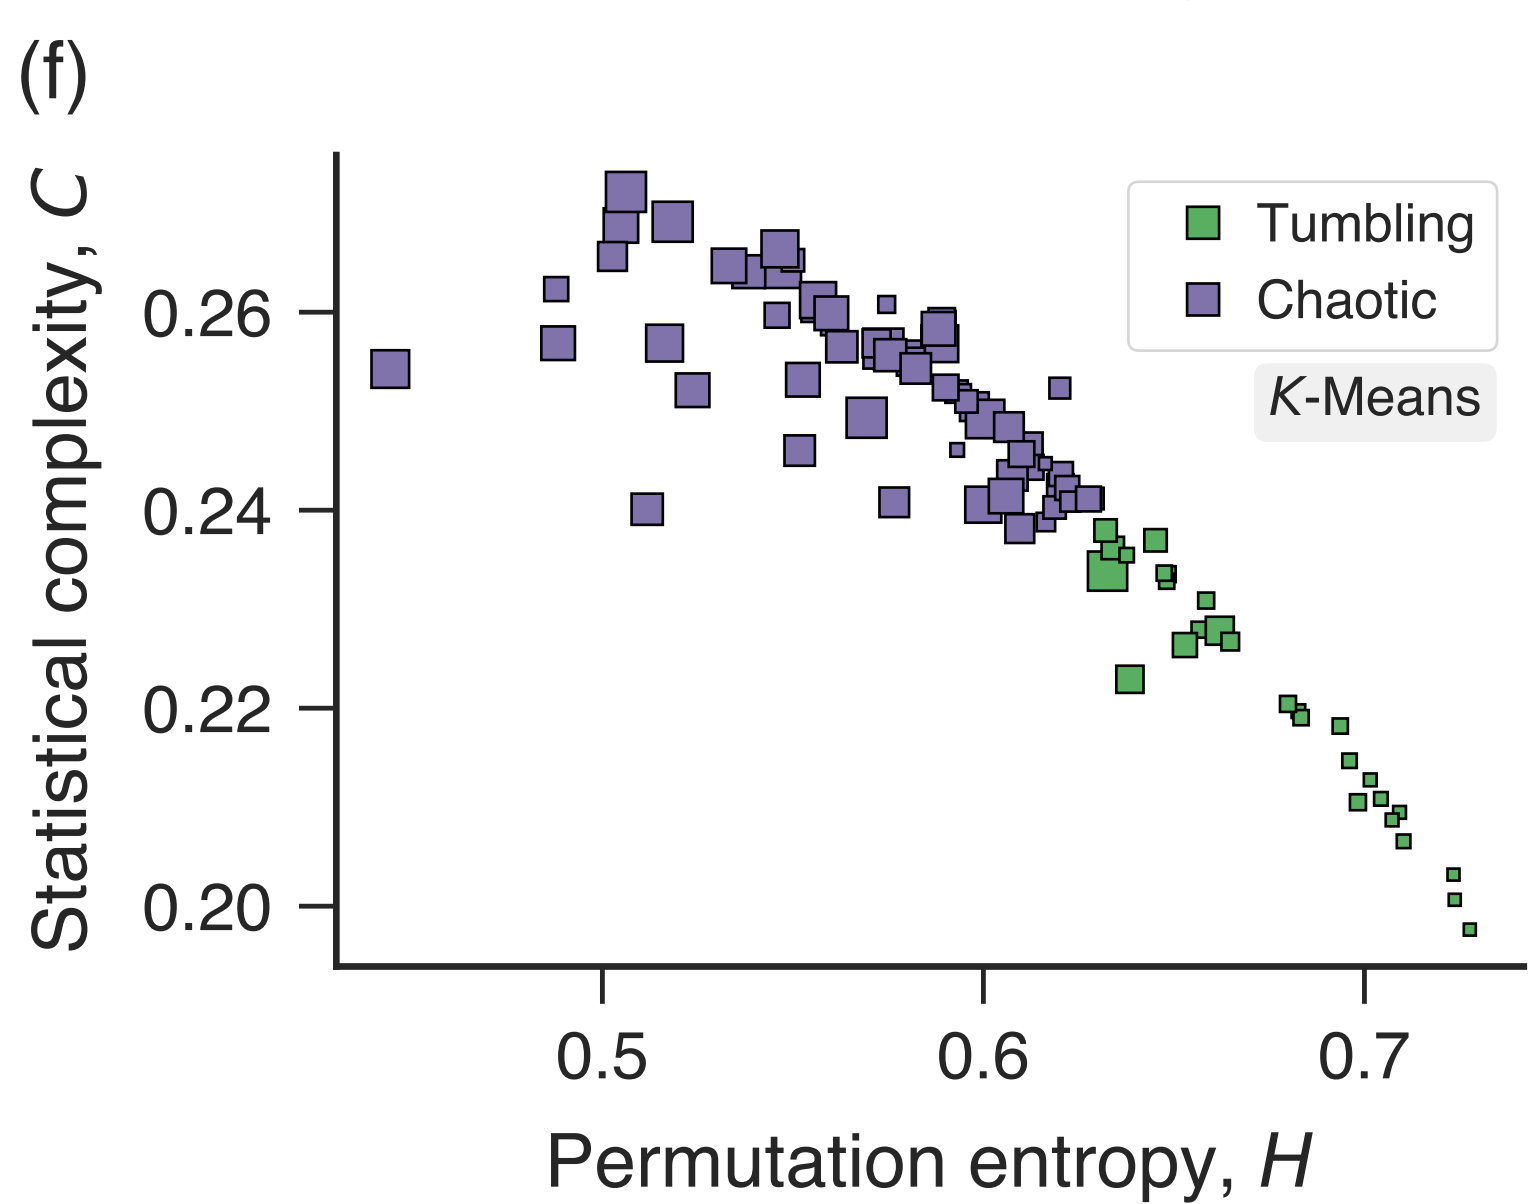 (f)
Statistical complexity, C
0.26
0.24
0.22
0.20
Tumbling
Chaotic
K-Means
0.5
0.6
0.7
Permutation entropy, H